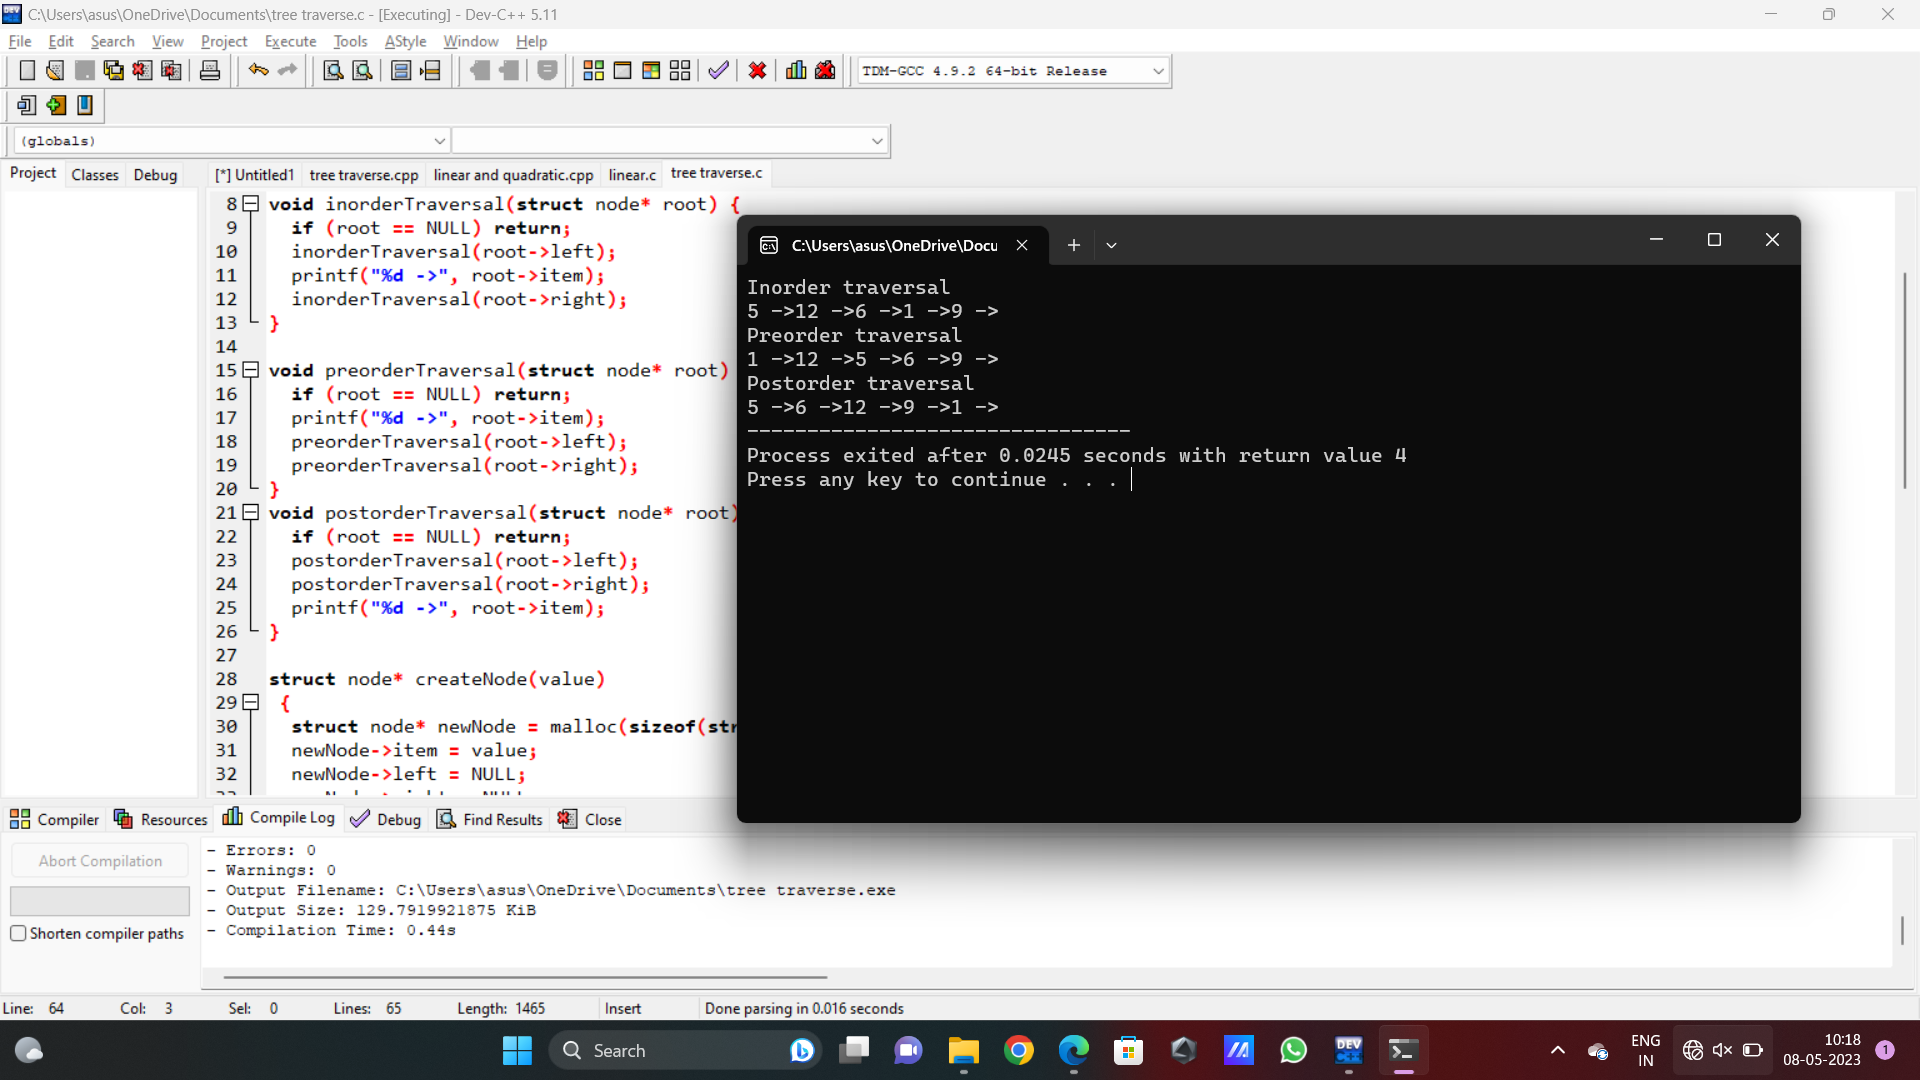 C:\Users\asus\OneDrive\Documents\tree traverse.c - [Executing] - Dev-C++ 5.11
File Edit Search View Project Execute Tools AStyle Window Help
TDM-GCC 4.9.2 64-bit Release
(globals)
Project Classes Debug
[*] Untitled1 tree traverse.cpp linear and quadratic.cpp linear.c tree traverse.c
8 void inorderTraversal(struct node* root) {
9 if (root == NULL) return;
10 inorderTraversal(root->left);
11 printf("%d ->", root->item);
12 inorderTraversal(root->right);
13 }
14
15 void preorderTraversal(struct node* root)
16 if (root == NULL) return;
17 printf("%d ->", root->item);
18 preorderTraversal(root->left);
19 preorderTraversal(root->right);
20 }
21 void postorderTraversal(struct node* root)
22 if (root == NULL) return;
23 postorderTraversal(root->left);
24 postorderTraversal(root->right);
25 printf("%d ->", root->item);
26 }
27
28 struct node* createNode(value)
29 {
30 struct node* newNode = malloc(sizeof(str
31 newNode->item = value;
32 newNode->left = NULL;
C:\Users\asus\OneDrive\Docu
Inorder traversal
5 ->12 ->6 ->1 ->9 ->
Preorder traversal
1 ->12 ->5 ->6 ->9 ->
Postorder traversal
5 ->6 ->12 ->9 ->1 ->
--------------------------------
Process exited after 0.0245 seconds with return value 4
Press any key to continue . . .
Compiler Resources Compile Log Debug Find Results Close
Abort Compilation
Shorten compiler paths
- Errors: 0
- Warnings: 0
- Output Filename: C:\Users\asus\OneDrive\Documents\tree traverse.exe
- Output Size: 129.7919921875 KiB
- Compilation Time: 0.44s
Line: 64 Col: 3 Sel: 0 Lines: 65 Length: 1465 Insert Done parsing in 0.016 seconds
Search
DEV C++
ENG
IN
10:18
08-05-2023
1